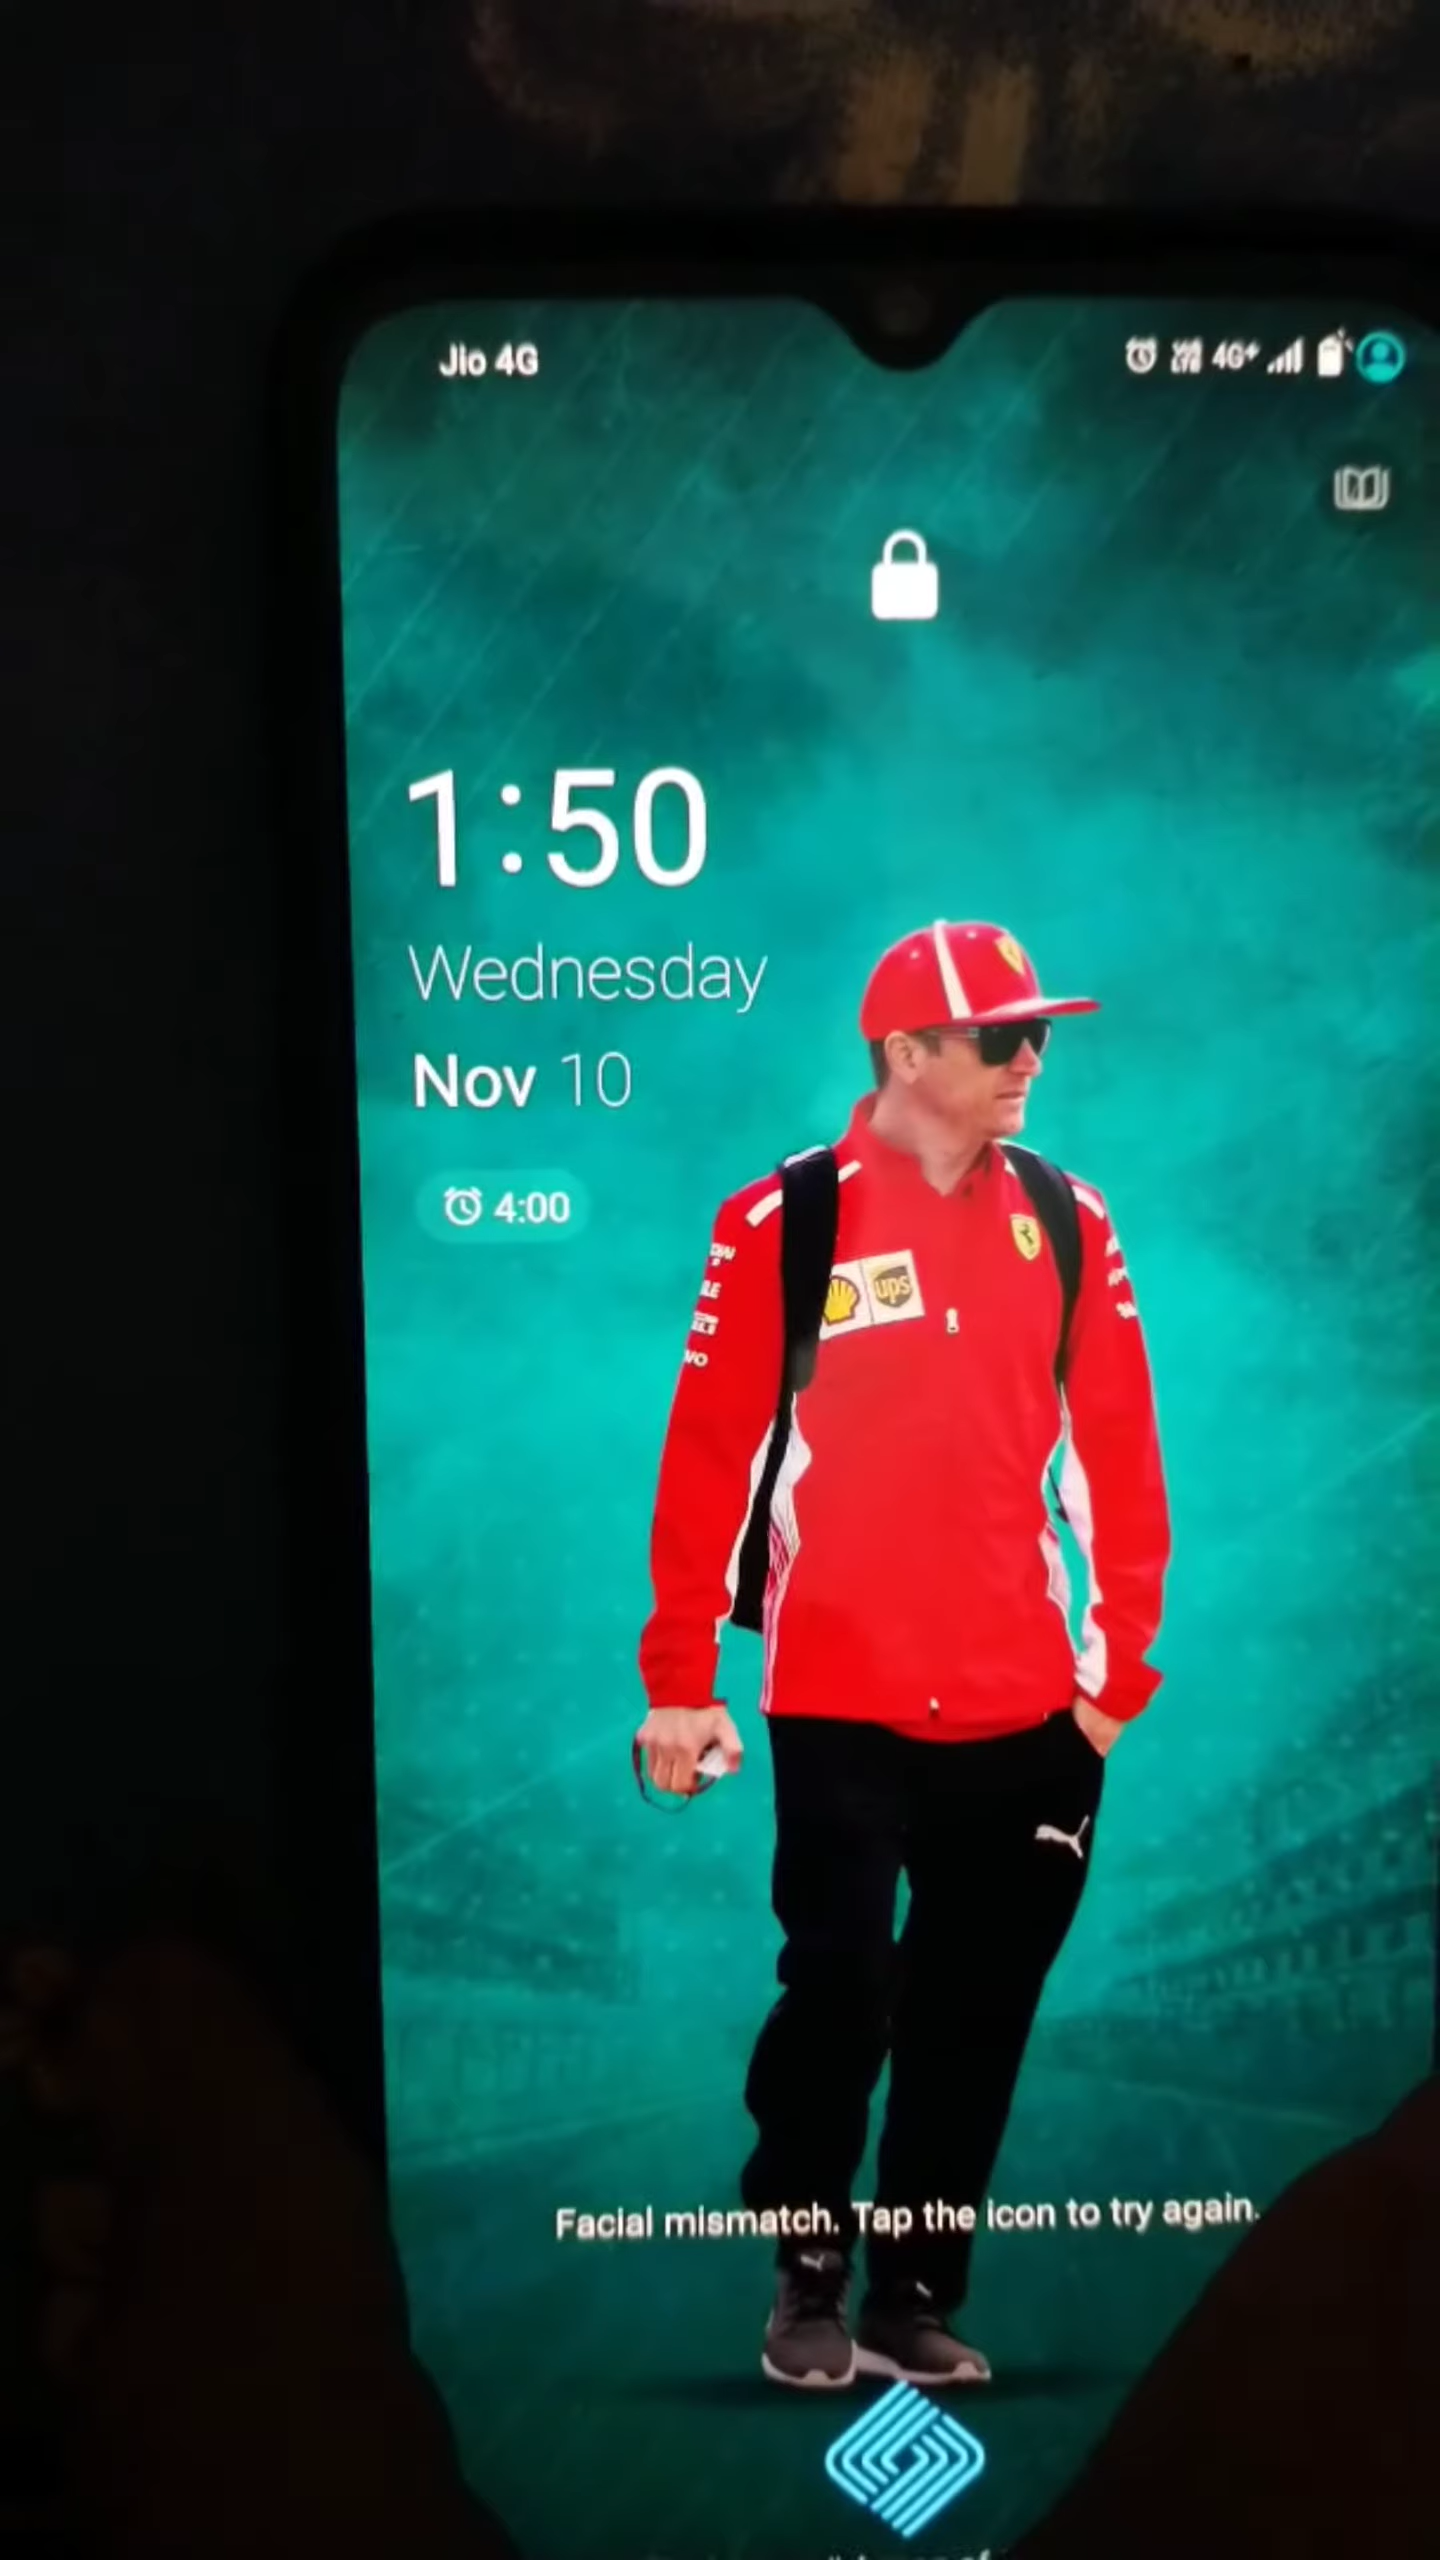 Jio 4G
4G+
1:50
Wednesday
Nov 10
4:00
ups
Facial mismatch. Tap the icon to try again.